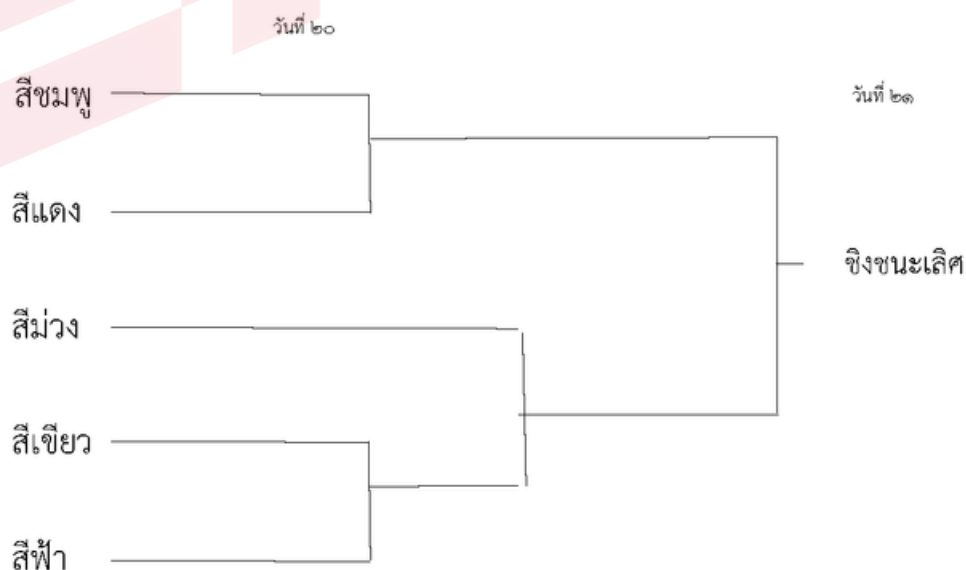 วันที่ ๒๐
สีชมพู
วันที่ ๒๑
สีแดง
ชิงชนะเลิศ
สีม่วง
สีเขียว
สีฟ้า